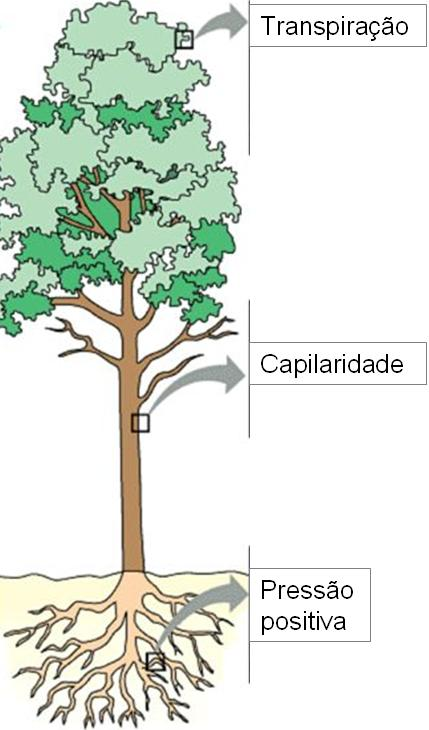 Transpiração
Capilaridade
Pressão
positiva